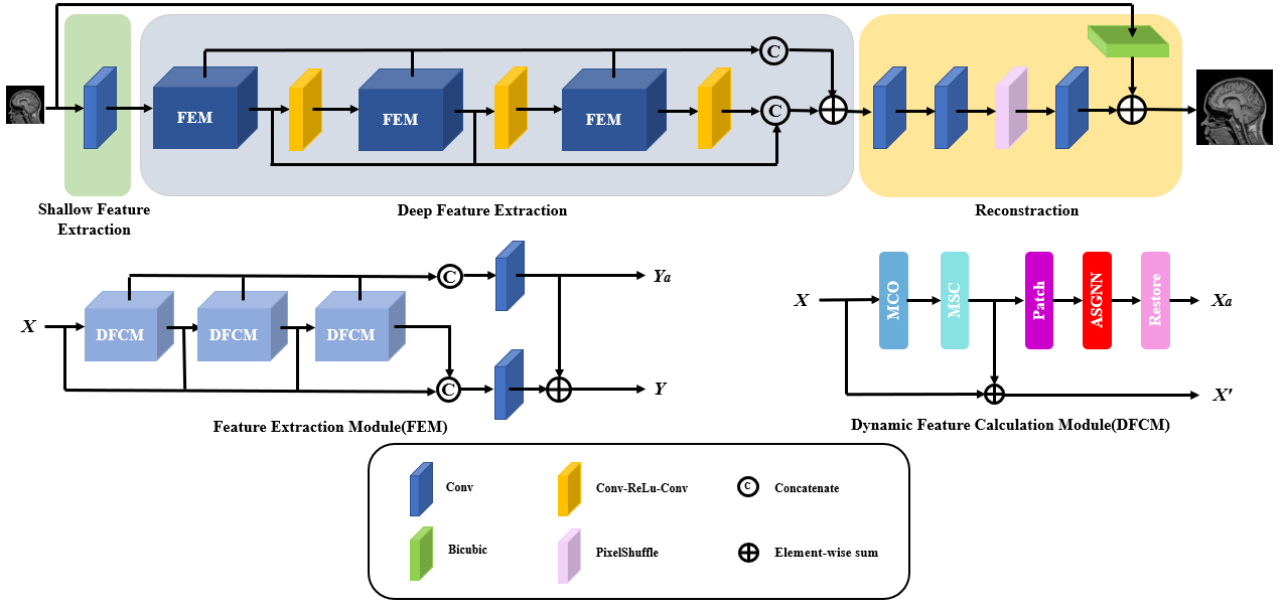 C
FEM
FEM
FEM
C
Shallow Feature
Extraction
Deep Feature Extraction
Reconstraction
X
DFCM
DFCM
DFCM
C
C
Ya
Y
Feature Extraction Module(FEM)
X
MCO
MSC
Patch
ASGNN
Restore
Xa
X'
Dynamic Feature Calculation Module(DFCM)
Conv
Conv-ReLu-Conv
C
Concatenate
Bicubic
PixelShuffle
Element-wise sum